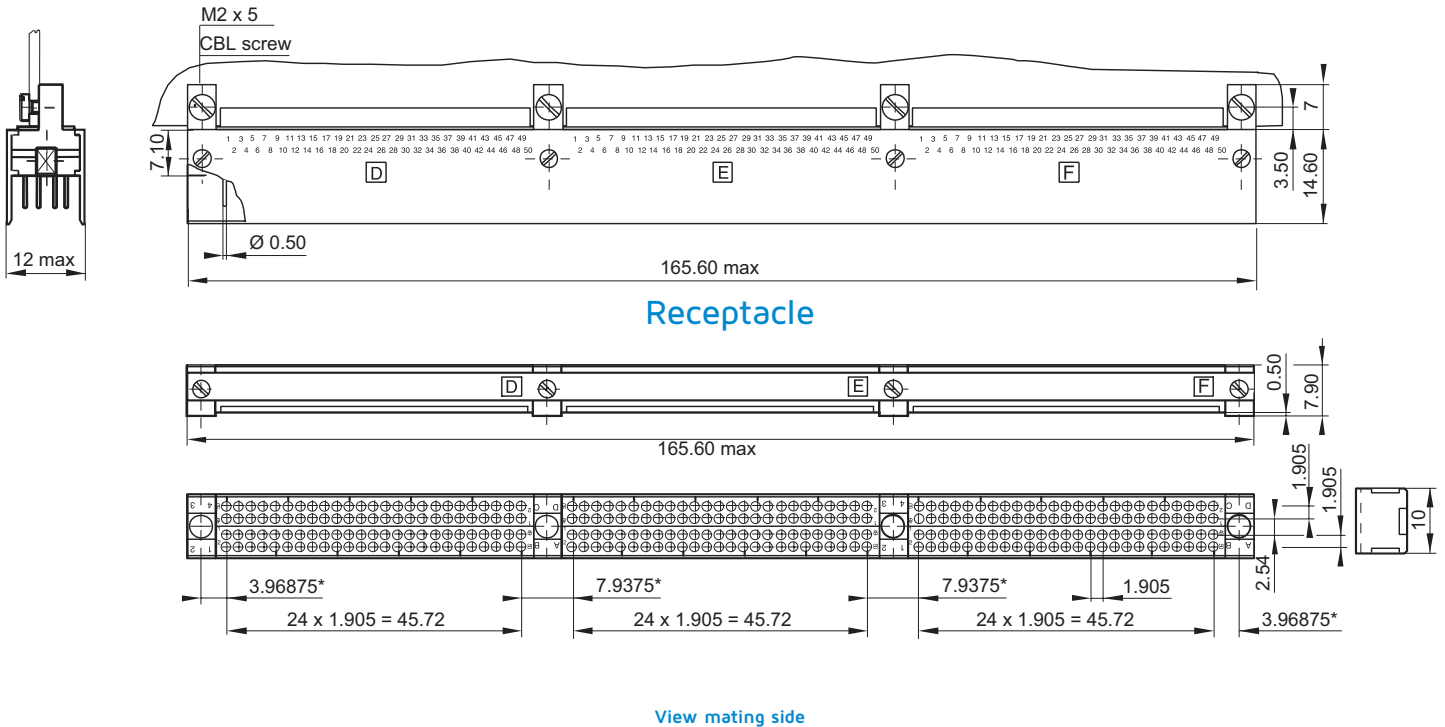 M2 x 5
CBL screw
7
1 3 5 7 9 11 13 15 17 19 21 23 25 27 29 31 33 35 37 39 41 43 45 47 49
1 3 5 7 9 11 13 15 17 19 21 23 25 27 29 31 33 35 37 39 41 43 45 47 49
1 3 5 7 9 11 13 15 17 19 21 23 25 27 29 31 33 35 37 39 41 43 45 47 49
2 4 6 8 10 12 14 16 18 20 22 24 26 28 30 32 34 36 38 40 42 44 46 48 50
2 4 6 8 10 12 14 16 18 20 22 24 26 28 30 32 34 36 38 40 42 44 46 48 50
2 4 6 8 10 12 14 16 18 20 22 24 26 28 30 32 34 36 38 40 42 44 46 48 50
7.10
D
E
F
3.50
14.60
Ø 0.50
12 max
165.60 max
Receptacle
D
E
F
0.50
7.90
165.60 max
1.905
1.905
3 4
C D
3 4
C D
2
B A
2 1
B A
10
2.54
3.96875*
7.9375*
7.9375*
1.905
24 x 1.905 = 45.72
24 x 1.905 = 45.72
24 x 1.905 = 45.72
3.96875*
View mating side